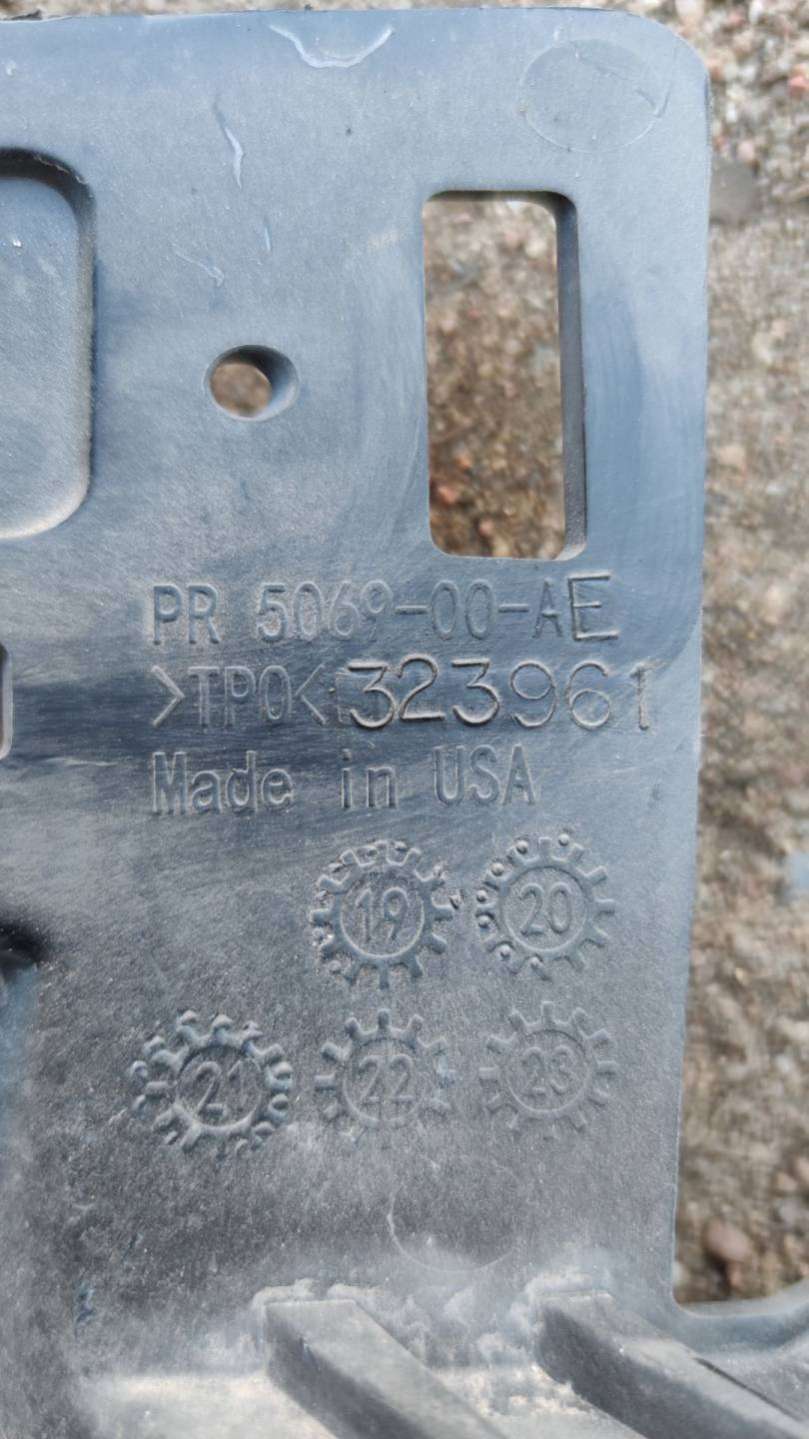 PR 5069-00-AE
>TPO< 323961
Made in USA
19 20
21 22 23